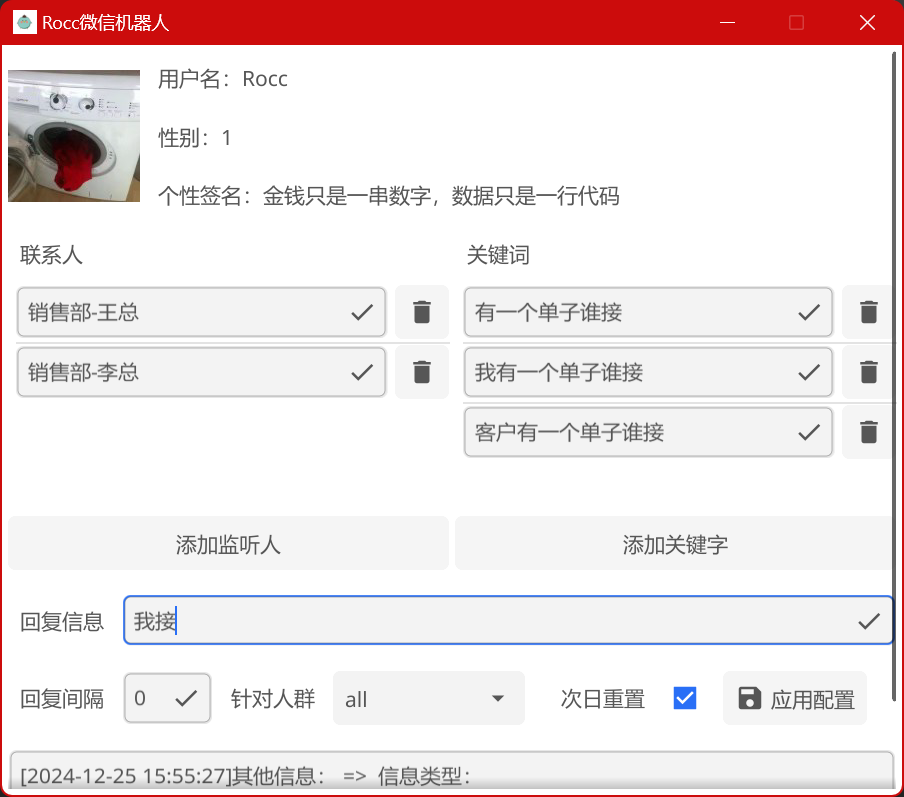 Rocc微信机器人
用户名：Rocc
性别：1
个性签名：金钱只是一串数字，数据只是一行代码
联系人
关键词
销售部-王总
有一个单子谁接
销售部-李总
我有一个单子谁接
客户有一个单子谁接
添加监听人
添加关键字
回复信息
我接
回复间隔
0
针对人群
all
次日重置
应用配置
[2024-12-25 15:55:27]其他信息： => 信息类型：